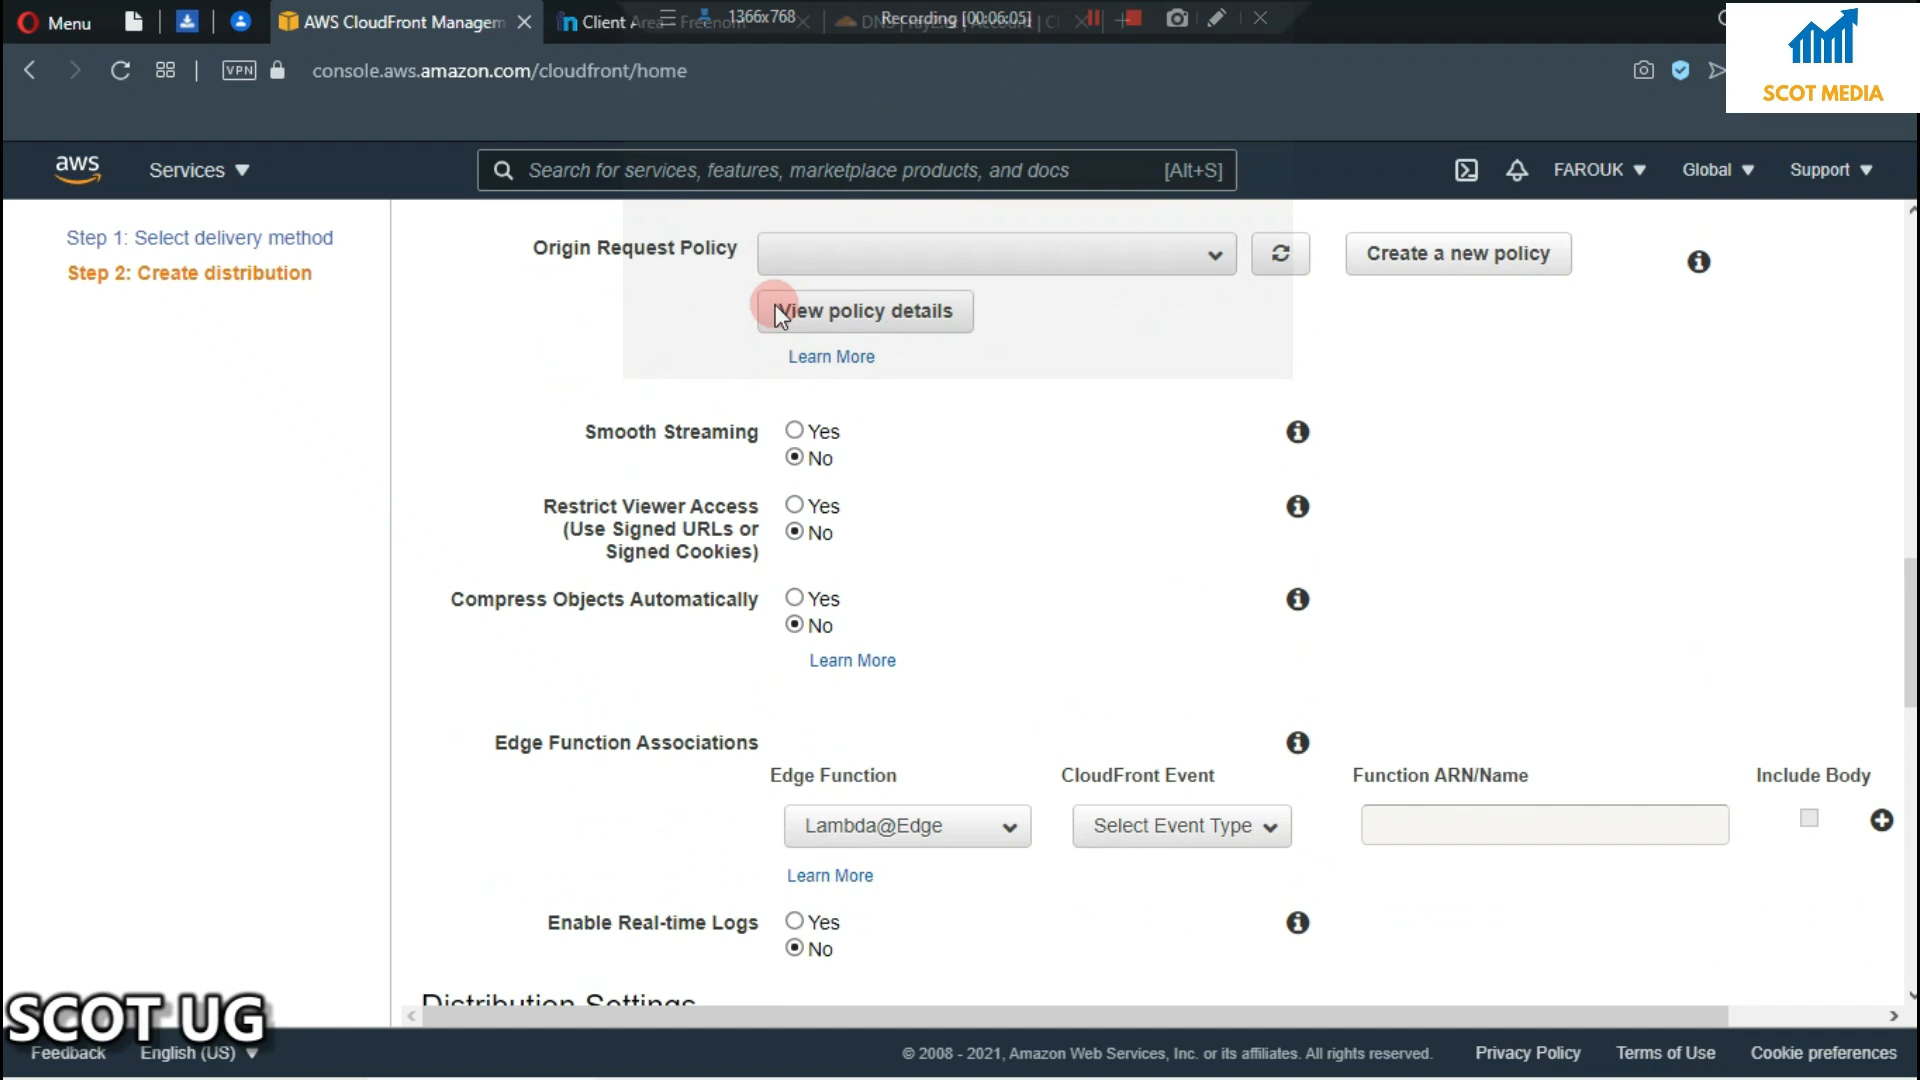 Menu
AWS CloudFront Managem
Client Area - Freenom
1366x768
Recording [00:06:05]
VPN
console.aws.amazon.com/cloudfront/home
SCOT MEDIA
aws
Services
Search for services, features, marketplace products, and docs
[Alt+S]
FAROUK
Global
Support
Step 1: Select delivery method
Step 2: Create distribution
Origin Request Policy
Create a new policy
View policy details
Learn More
Smooth Streaming
Yes
No
Restrict Viewer Access
(Use Signed URLs or
Signed Cookies)
Yes
No
Compress Objects Automatically
Yes
No
Learn More
Edge Function Associations
Edge Function
CloudFront Event
Function ARN/Name
Include Body
Lambda@Edge
Select Event Type
Learn More
Enable Real-time Logs
Yes
No
Distribution Settings
SCOT UG
Feedback
English (US)
© 2008 - 2021, Amazon Web Services, Inc. or its affiliates. All rights reserved.
Privacy Policy
Terms of Use
Cookie preferences